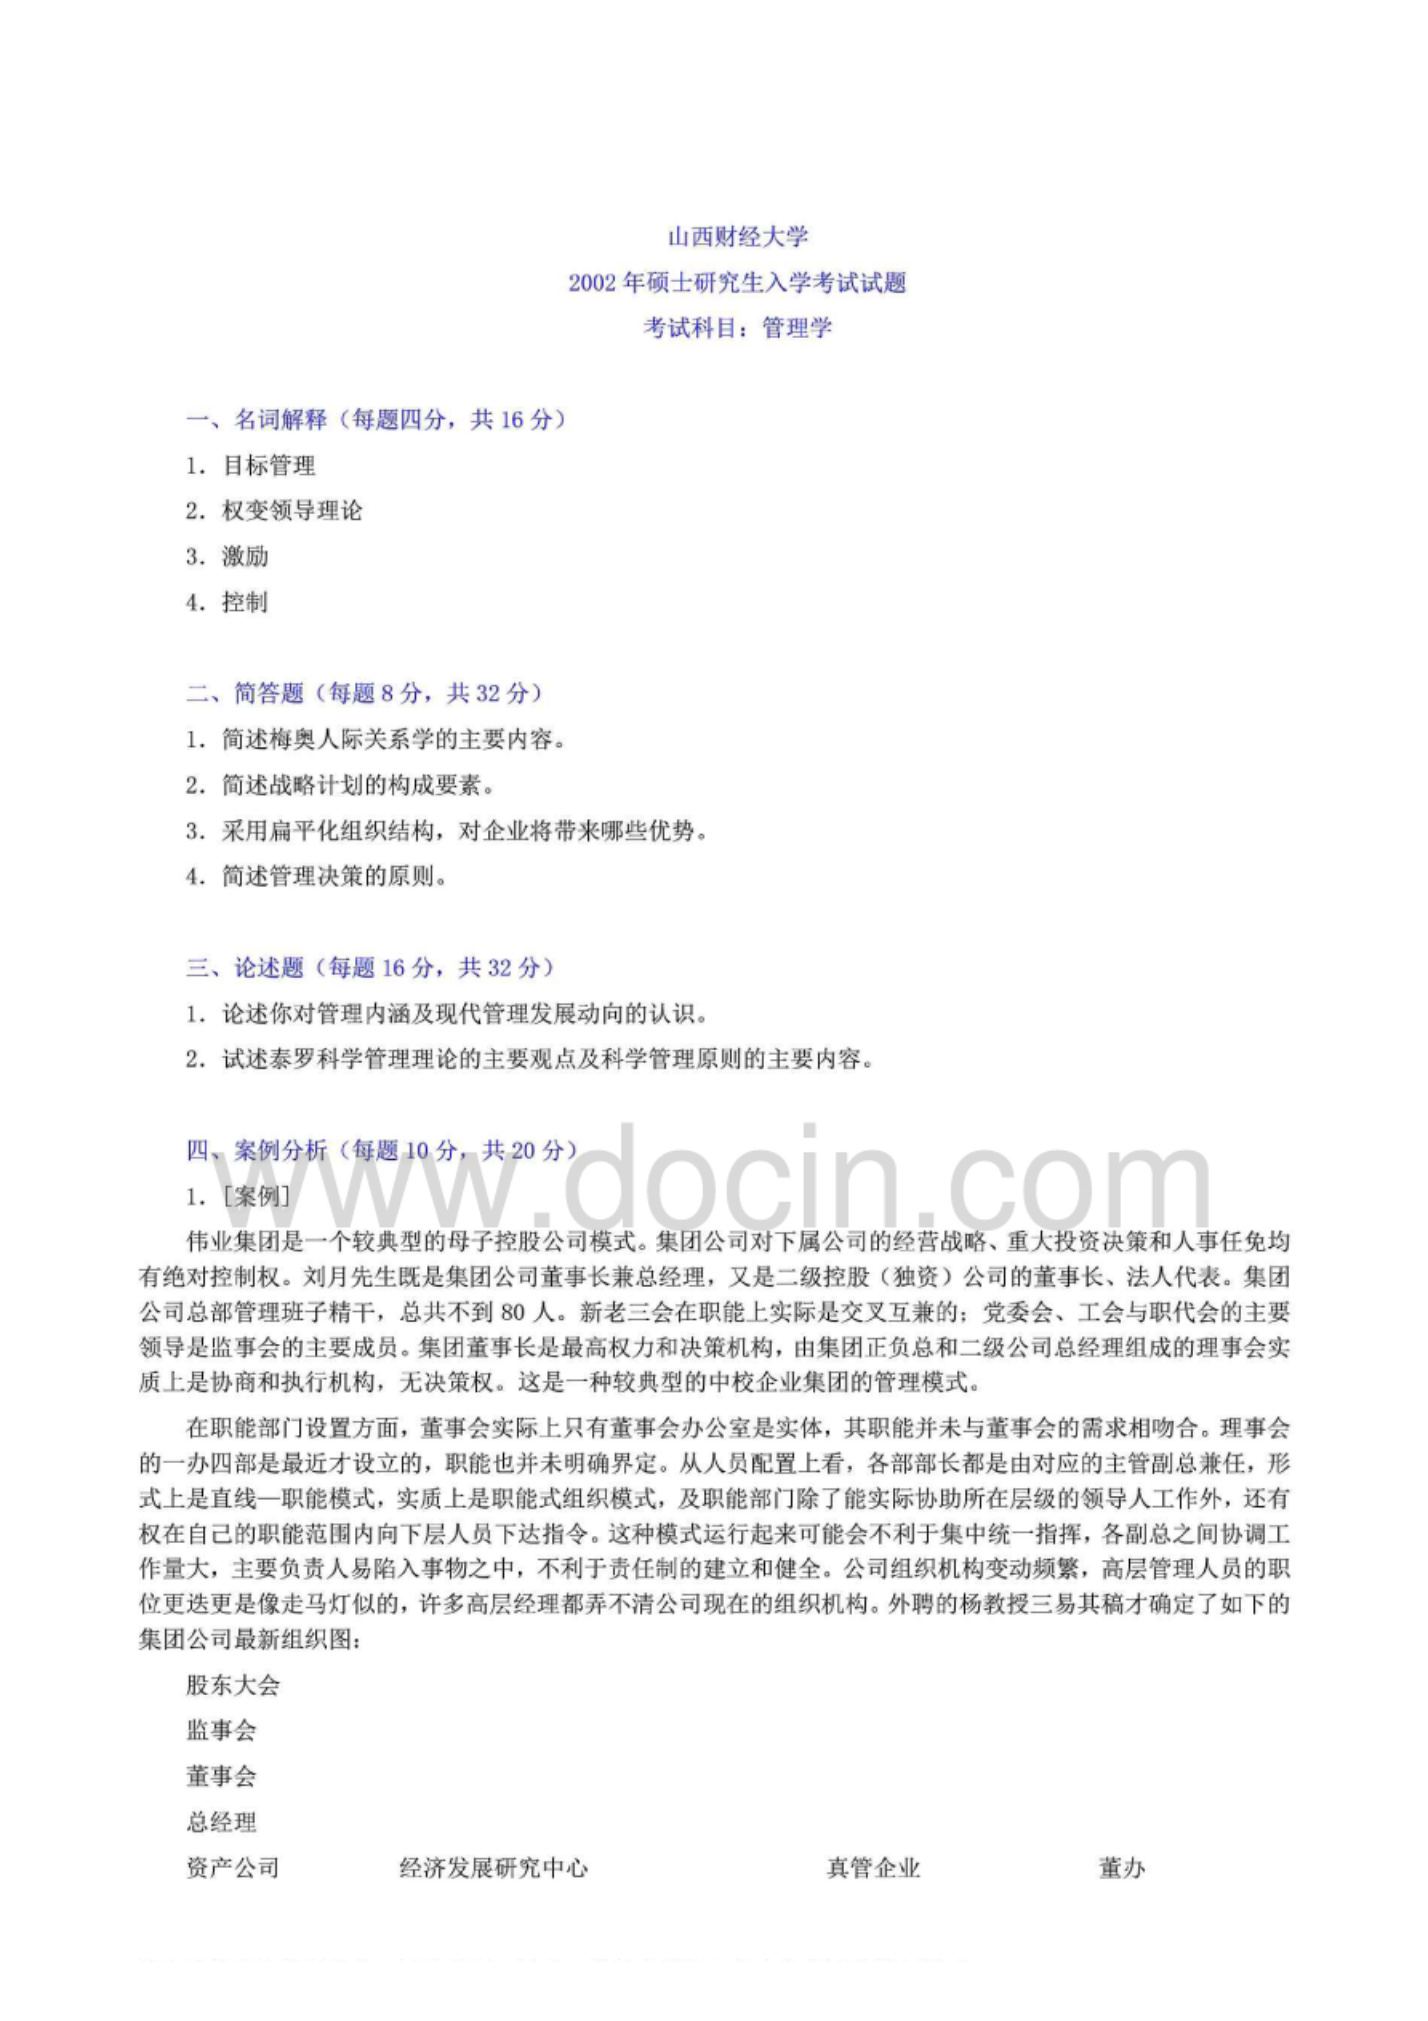 山西财经大学
2002 年硕士研究生入学考试试题
考试科目：管理学
一、名词解释（每题四分，共 16 分）
1．目标管理
2．权变领导理论
3．激励
4．控制
二、简答题（每题 8 分，共 32 分）
1．简述梅奥人际关系学的主要内容。
2．简述战略计划的构成要素。
3．采用扁平化组织结构，对企业将带来哪些优势。
4．简述管理决策的原则。
三、论述题（每题 16 分，共 32 分）
1．论述你对管理内涵及现代管理发展动向的认识。
2．试述泰罗科学管理理论的主要观点及科学管理原则的主要内容。
四、案例分析（每题 10 分，共 20 分）
www.docin.com
1．[案例]
伟业集团是一个较典型的母子控股公司模式。集团公司对下属公司的经营战略、重大投资决策和人事任免均
有绝对控制权。刘月先生既是集团公司董事长兼总经理，又是二级控股（独资）公司的董事长、法人代表。集团
公司总部管理班子精干，总共不到 80 人。新老三会在职能上实际是交叉互兼的；党委会、工会与职代会的主要
领导是监事会的主要成员。集团董事长是最高权力和决策机构，由集团正负总和二级公司总经理组成的理事会实
质上是协商和执行机构，无决策权。这是一种较典型的中校企业集团的管理模式。
在职能部门设置方面，董事会实际上只有董事会办公室是实体，其职能并未与董事会的需求相吻合。理事会
的一办四部是最近才设立的，职能也并未明确界定。从人员配置上看，各部部长都是由对应的主管副总兼任，形
式上是直线—职能模式，实质上是职能式组织模式，及职能部门除了能实际协助所在层级的领导人工作外，还有
权在自己的职能范围内向下层人员下达指令。这种模式运行起来可能会不利于集中统一指挥，各副总之间协调工
作量大，主要负责人易陷入事物之中，不利于责任制的建立和健全。公司组织机构变动频繁，高层管理人员的职
位更迭更是像走马灯似的，许多高层经理都弄不清公司现在的组织机构。外聘的杨教授三易其稿才确定了如下的
集团公司最新组织图：
股东大会
监事会
董事会
总经理
资产公司 经济发展研究中心 真管企业 董办